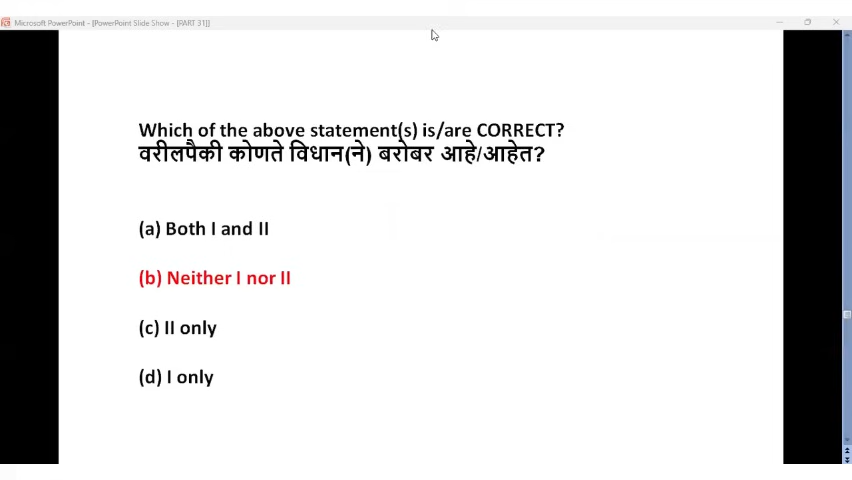 Microsoft PowerPoint - [PowerPoint Slide Show - [PART 31]]
Which of the above statement(s) is/are CORRECT?
वरीलपैकी कोणते विधान(ने) बरोबर आहे/आहेत?
(a) Both I and II
(b) Neither I nor II
(c) II only
(d) I only